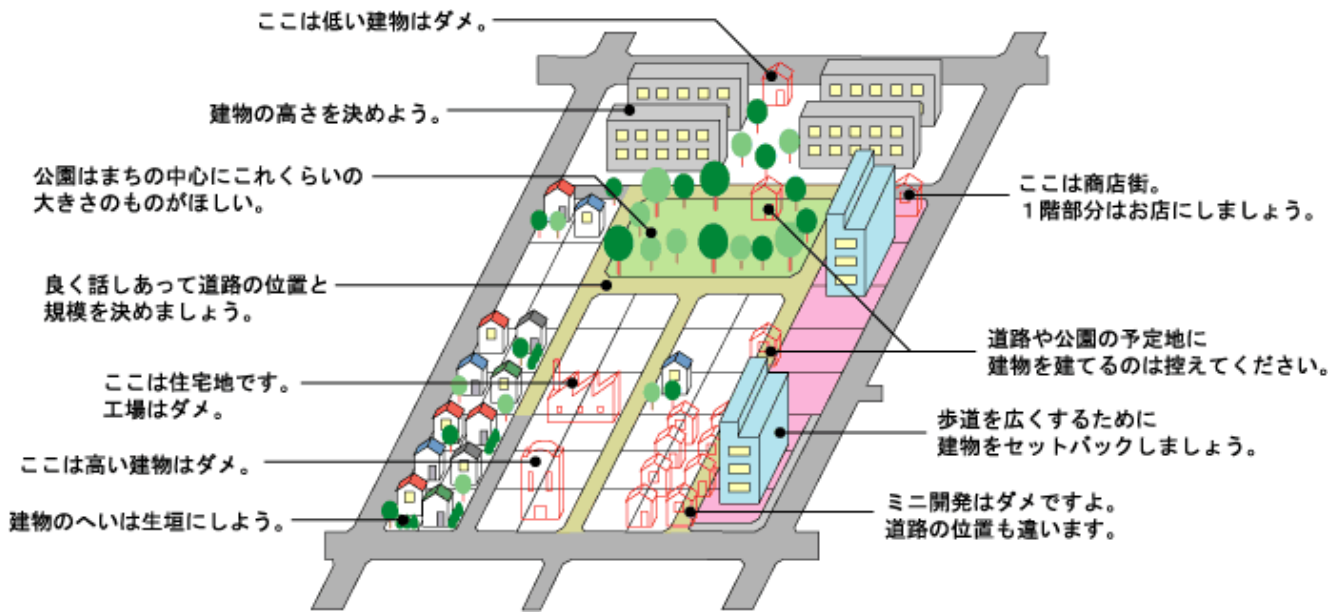 ここは低い建物はダメ。
建物の高さを決めよう。
公園はまちの中心にこれくらいの
大きさのものがほしい。
良く話しあって道路の位置と
規模を決めましょう。
ここは住宅地です。
工場はダメ。
ここは高い建物はダメ。
建物のへいは生垣にしよう。
ここは商店街。
１階部分はお店にしましょう。
道路や公園の予定地に
建物を建てるのは控えてください。
歩道を広くするために
建物をセットバックしましょう。
ミニ開発はダメですよ。
道路の位置も違います。